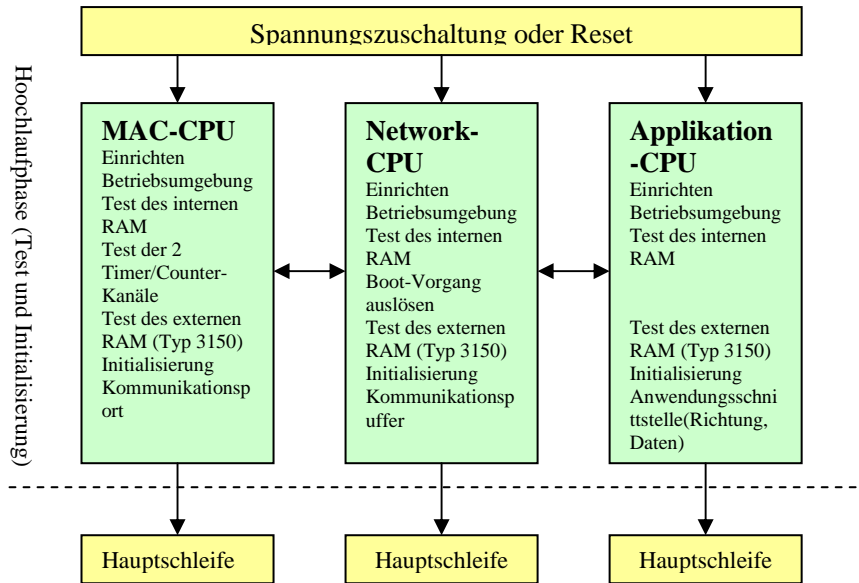 Spannungszuschaltung oder Reset
Hoochlaufphase (Test und Initialisierung)
MAC-CPU
Einrichten
Betriebsumgebung
Test des internen
RAM
Test der 2
Timer/Counter-
Kanäle
Test des externen
RAM (Typ 3150)
Initialisierung
Kommunikationsp
ort
Network-
CPU
Einrichten
Betriebsumgebung
Test des internen
RAM
Boot-Vorgang
auslösen
Test des externen
RAM (Typ 3150)
Initialisierung
Kommunikationsp
uffer
Applikation
-CPU
Einrichten
Betriebsumgebung
Test des internen
RAM
Test des externen
RAM (Typ 3150)
Initialisierung
Anwendungsschni
ttstelle(Richtung,
Daten)
Hauptschleife
Hauptschleife
Hauptschleife